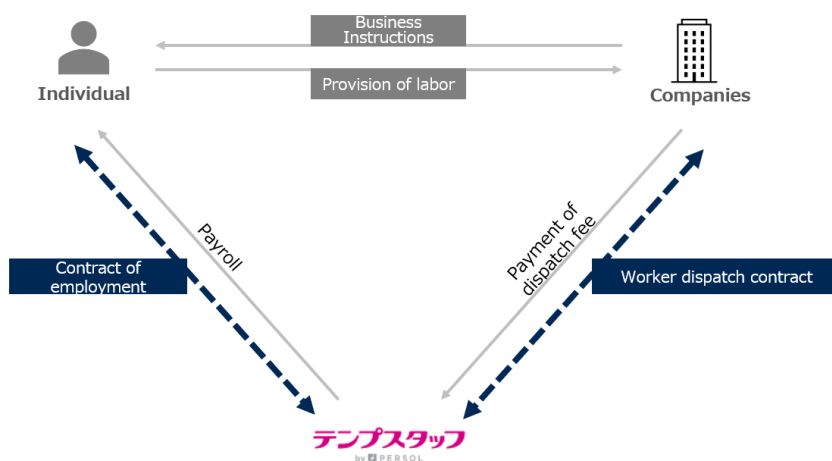 Business
Instructions
Individual
Provision of labor
Companies
Payroll
Payment of
dispatch fee
Contract of
employment
Worker dispatch contract
テンプスタッフ
by PERSOL